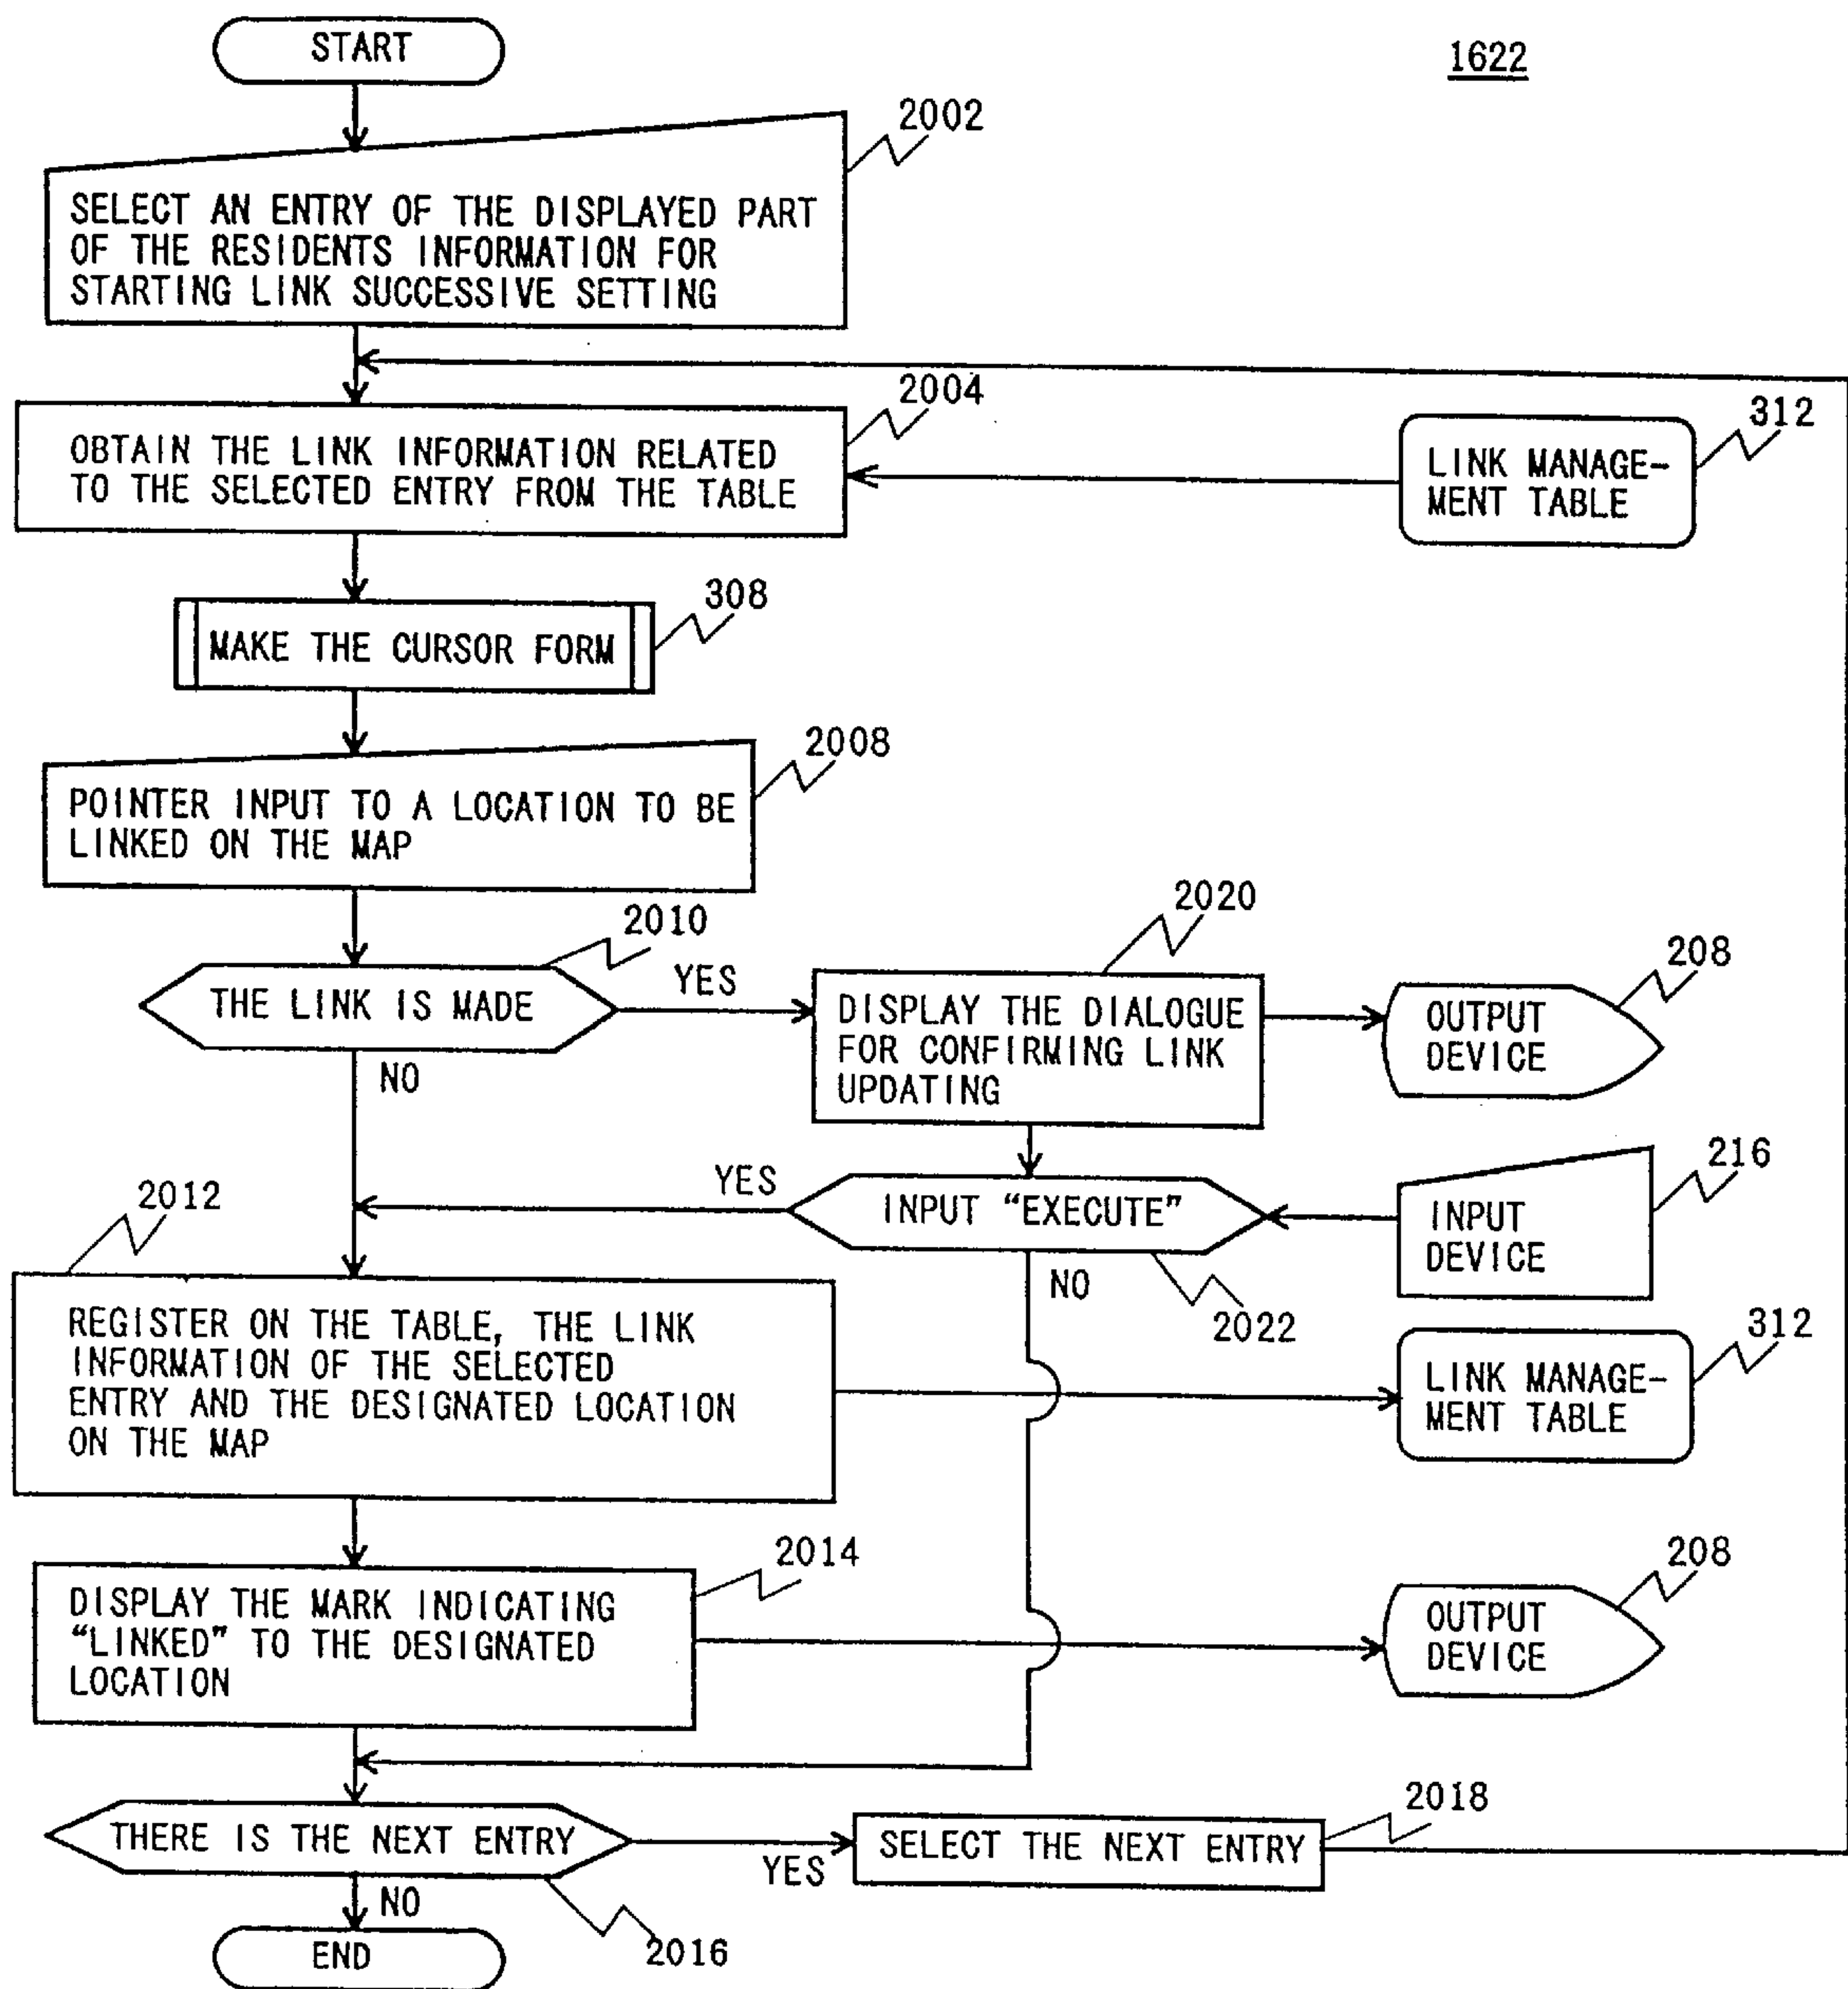 START
1622
2002
SELECT AN ENTRY OF THE DISPLAYED PART
OF THE RESIDENTS INFORMATION FOR
STARTING LINK SUCCESSIVE SETTING
2004
OBTAIN THE LINK INFORMATION RELATED
TO THE SELECTED ENTRY FROM THE TABLE
312
LINK MANAGE-
MENT TABLE
308
MAKE THE CURSOR FORM
2008
POINTER INPUT TO A LOCATION TO BE
LINKED ON THE MAP
2010
THE LINK IS MADE
YES
NO
2020
DISPLAY THE DIALOGUE
FOR CONFIRMING LINK
UPDATING
208
OUTPUT
DEVICE
YES
INPUT “EXECUTE”
NO
2022
216
INPUT
DEVICE
2012
REGISTER ON THE TABLE, THE LINK
INFORMATION OF THE SELECTED
ENTRY AND THE DESIGNATED LOCATION
ON THE MAP
312
LINK MANAGE-
MENT TABLE
2014
DISPLAY THE MARK INDICATING
“LINKED” TO THE DESIGNATED
LOCATION
208
OUTPUT
DEVICE
THERE IS THE NEXT ENTRY
YES
2018
SELECT THE NEXT ENTRY
NO
2016
END